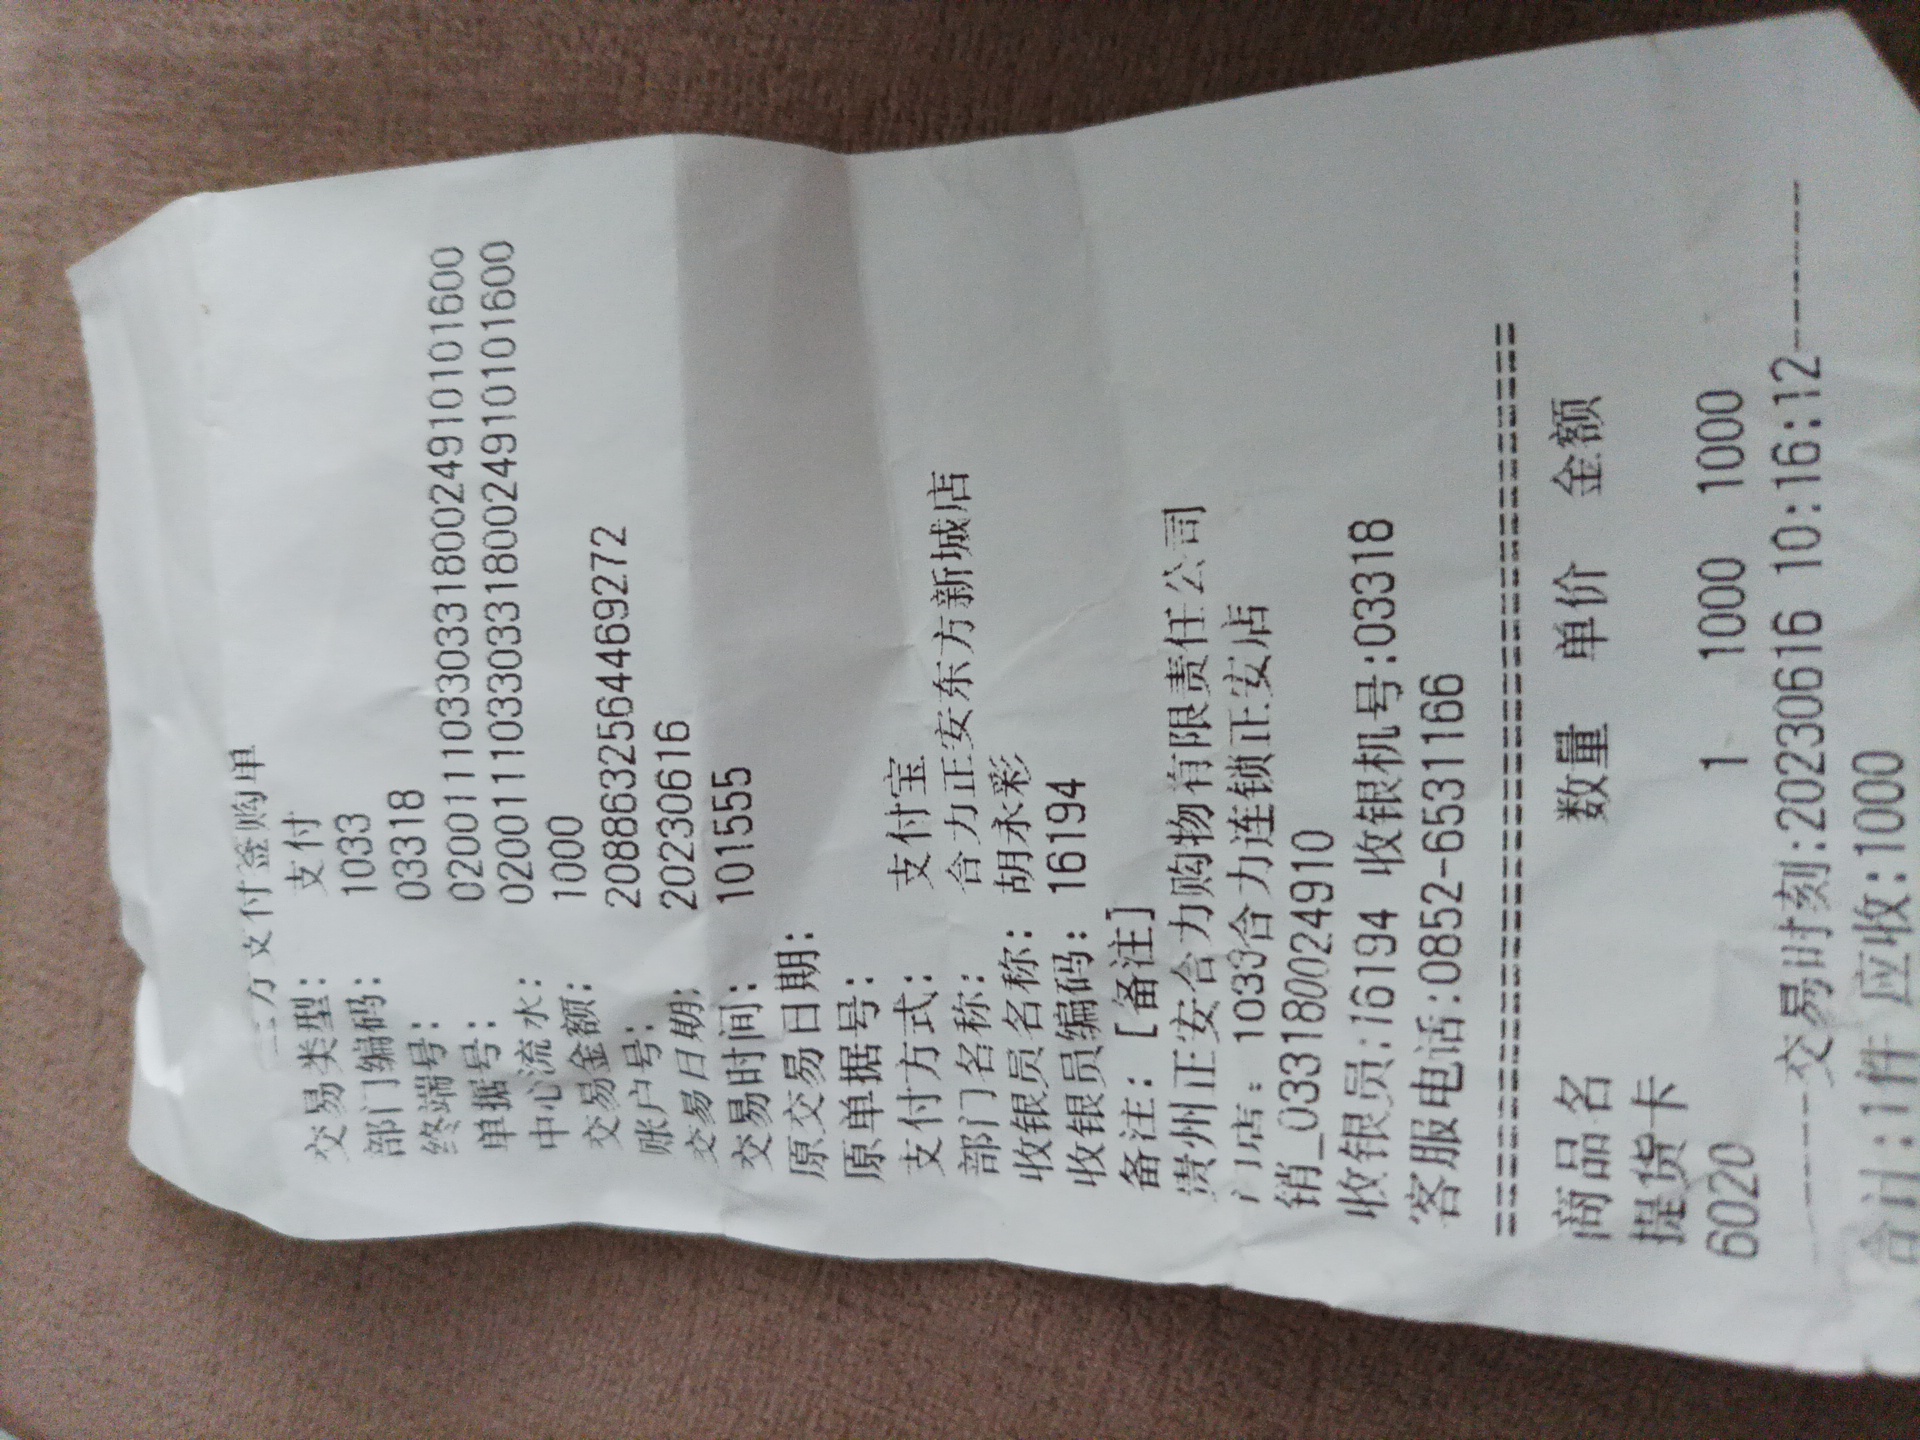 三方支付签购单
交易类型: 支付
部门编码: 1033
终端号: 03318
单据号: 0200111033033180024910101600
中心流水: 0200111033033180024910101600
交易金额: 1000
账户号: 2088632564469272
交易日期: 20230616
交易时间: 101555
原交易日期:
原单据号:
支付方式: 支付宝
部门名称: 合力正安东方新城店
收银员名称: 胡永彩
收银员编码: 16194
备注: [备注]
贵州正安合力购物有限责任公司
门店: 1033合力连锁正安店
销_033180024910
收银员:16194 收银机号:03318
客服电话:0852-6531166
==================================
商品名 数量 单价 金额
提货卡
60200 1 1000 1000
------交易时刻:20230616 10:16:12--------
合计:1件 应收:1000